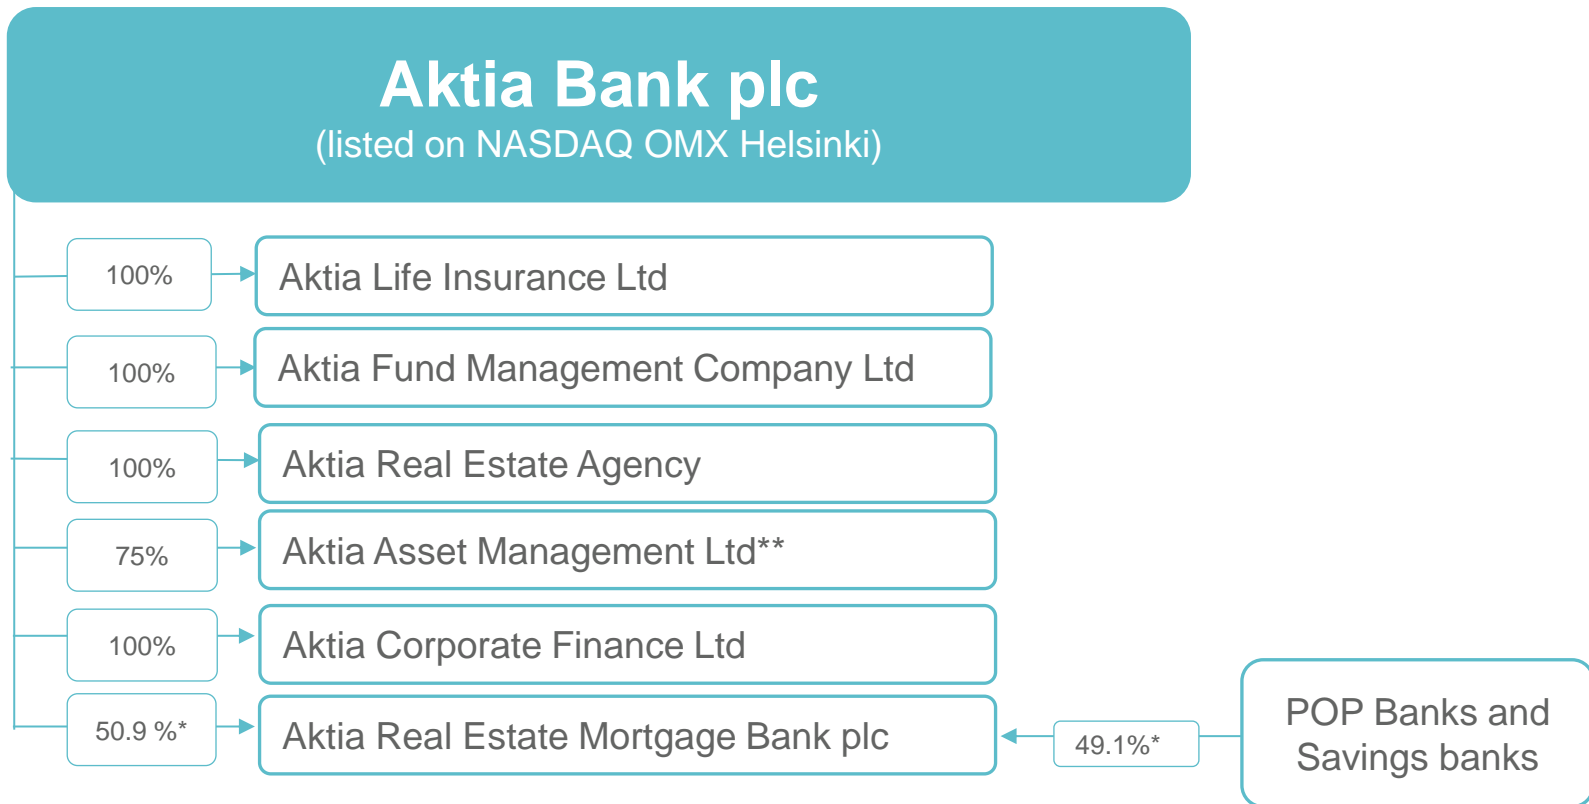 Aktia Bank plc
(listed on NASDAQ OMX Helsinki)
100%
Aktia Life Insurance Ltd
100%
Aktia Fund Management Company Ltd
100%
Aktia Real Estate Agency
75%
Aktia Asset Management Ltd**
100%
Aktia Corporate Finance Ltd
50.9 %*
Aktia Real Estate Mortgage Bank plc
49.1%*
POP Banks and
Savings banks